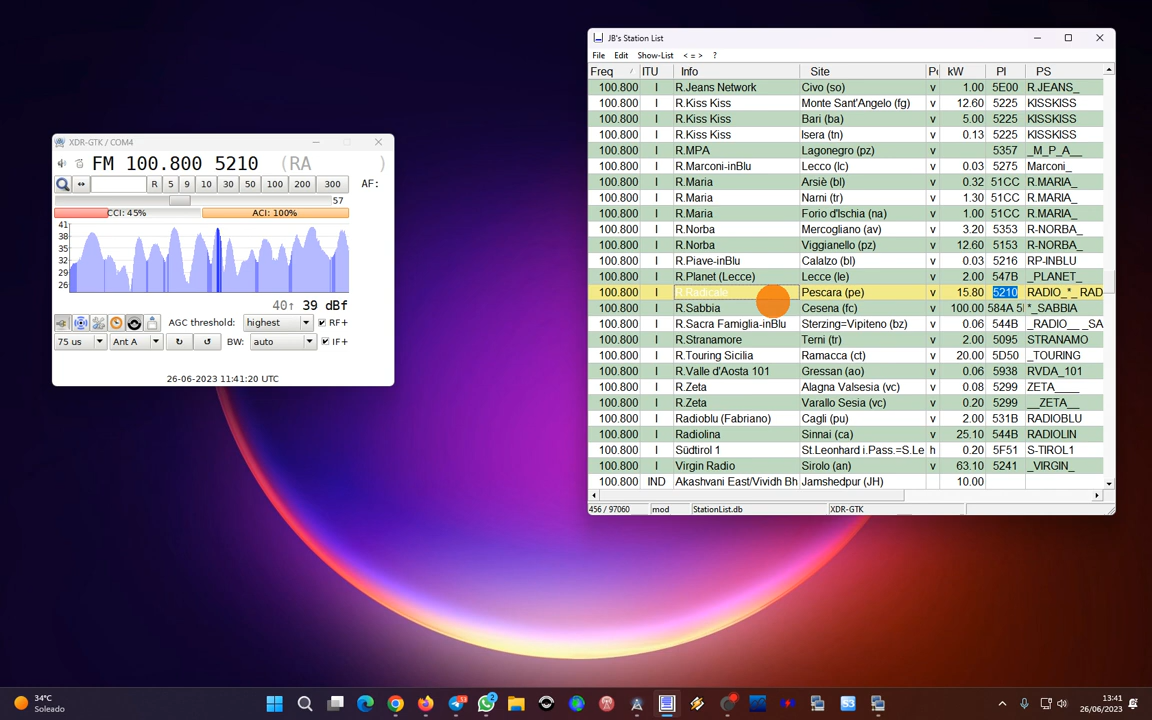 XDR-GTK / COM4
FM 100.800 5210 (RA )
R 5 9 10 30 50 100 200 300 AF:
57
CCI: 45% ACI: 100%
41
38
35
32
29
26
40↑ 39 dBf
AGC threshold: highest RF+
75 us Ant A BW: auto IF+
26-06-2023 11:41:20 UTC
JB's Station List
File Edit Show-List < = > ?
Freq ITU Info Site kW PI PS
100.800 I R.Jeans Network Civo (so) v 1.00 5E00 R.JEANS_
100.800 I R.Kiss Kiss Monte Sant'Angelo (fg) v 12.60 5225 KISSKISS
100.800 I R.Kiss Kiss Bari (ba) v 5.00 5225 KISSKISS
100.800 I R.Kiss Kiss Isera (tn) v 0.13 5225 KISSKISS
100.800 I R.MPA Lagonegro (pz) v 5357 _M_P_A__
100.800 I R.Marconi-inBlu Lecco (lc) v 0.03 5275 Marconi_
100.800 I R.Maria Arsiè (bl) v 0.32 51CC R.MARIA_
100.800 I R.Maria Narni (tr) v 1.30 51CC R.MARIA_
100.800 I R.Maria Forio d'Ischia (na) v 1.00 51CC R.MARIA_
100.800 I R.Norba Mercogliano (av) v 3.20 5353 R-NORBA_
100.800 I R.Norba Viggianello (pz) v 12.60 5153 R-NORBA_
100.800 I R.Piave-inBlu Calalzo (bl) v 0.03 5216 RP-INBLU
100.800 I R.Planet (Lecce) Lecce (le) v 2.00 547B _PLANET_
100.800 I R.Radicale Pescara (pe) v 15.80 5210 RADIO_*_ RAD
100.800 I R.Sabbia Cesena (fc) v 100.00 584A 5 *_SABBIA
100.800 I R.Sacra Famiglia-inBlu Sterzing=Vipiteno (bz) v 0.06 544B _RADIO__ _SA
100.800 I R.Stranamore Terni (tr) v 2.00 5095 STRANAMO
100.800 I R.Touring Sicilia Ramacca (ct) v 20.00 5D50 _TOURING
100.800 I R.Valle d'Aosta 101 Gressan (ao) v 0.06 5938 RVDA_101
100.800 I R.Zeta Alagna Valsesia (vc) v 0.08 5299 ZETA____
100.800 I R.Zeta Varallo Sesia (vc) v 0.20 5299 __ZETA__
100.800 I Radioblu (Fabriano) Cagli (pu) v 2.00 531B RADIOBLU
100.800 I Radiolina Sinnai (ca) v 25.10 544B RADIOLIN
100.800 I Südtirol 1 St.Leonhard i.Pass.=S.Le h 0.20 5F51 S-TIROL1
100.800 I Virgin Radio Sirolo (an) v 63.10 5241 _VIRGIN_
100.800 IND Akashvani East/Vividh Bh Jamshedpur (JH) 10.00
456 / 97060 mod StationList.db XDR-GTK
34°C
Soleado
13:41
26/06/2023